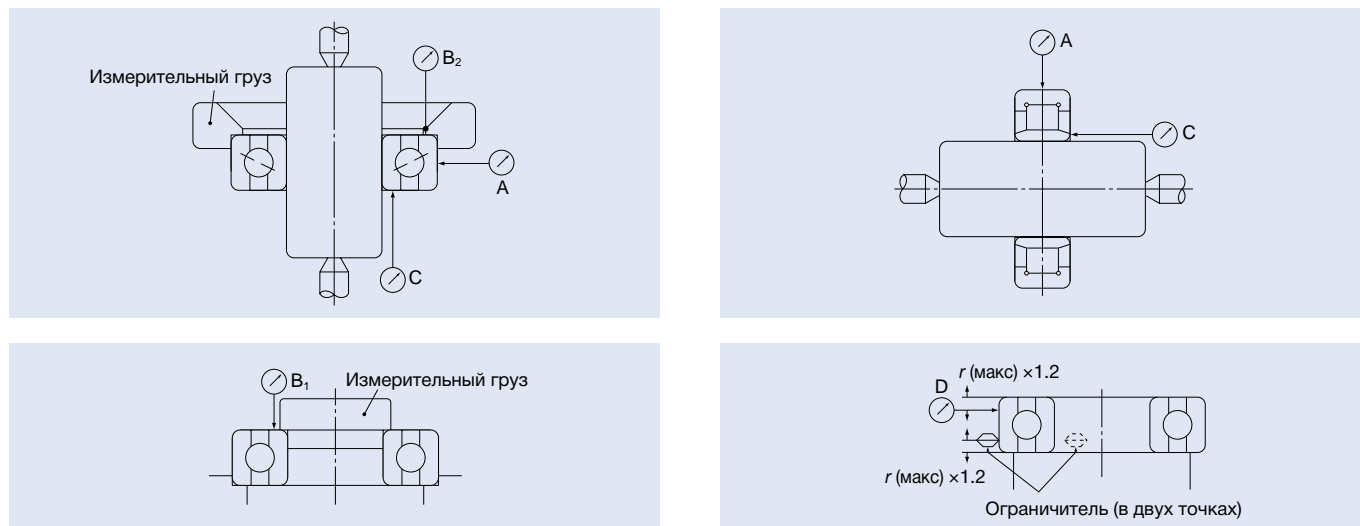 Измерительный груз
B₂
A
C
A
C
B₁
Измерительный груз
r (макс) ×1.2
D
r (макс) ×1.2
Ограничитель (в двух точках)